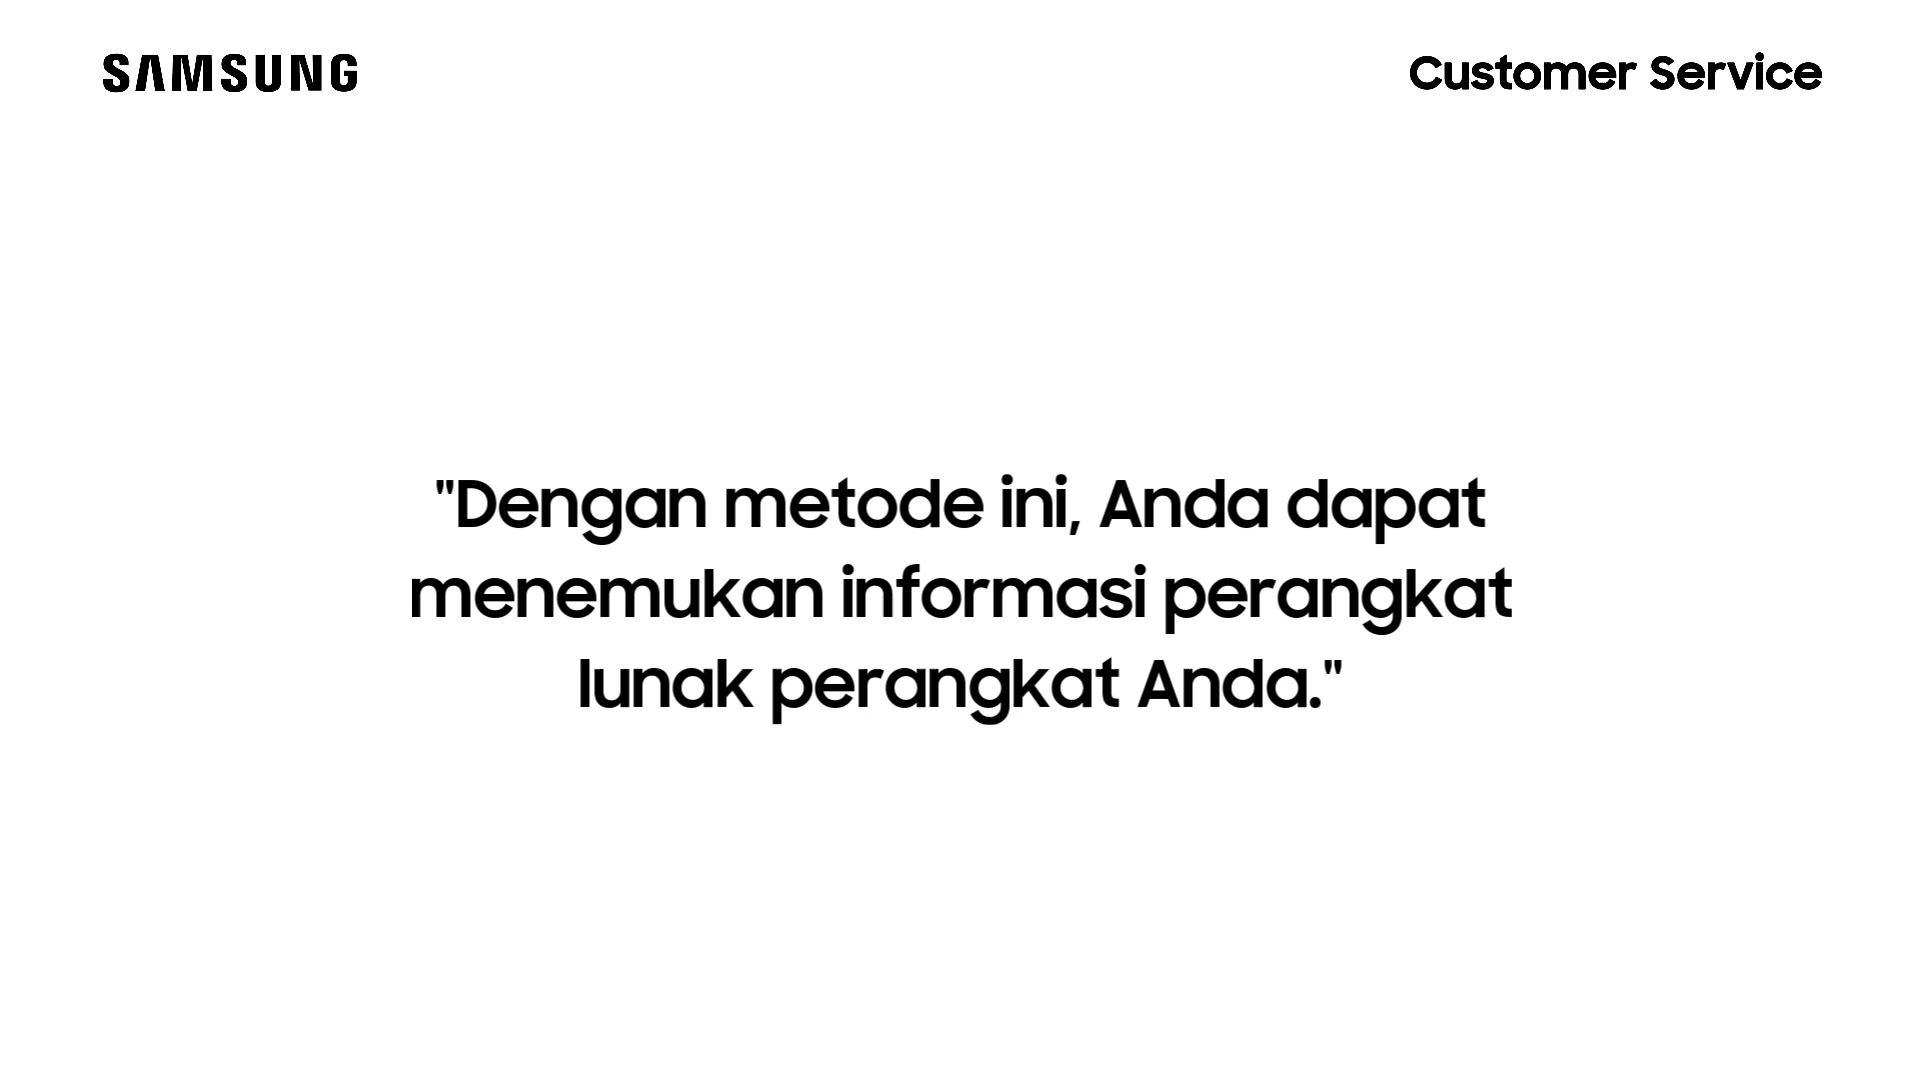 SAMSUNG
Customer Service
"Dengan metode ini, Anda dapat
menemukan informasi perangkat
lunak perangkat Anda."